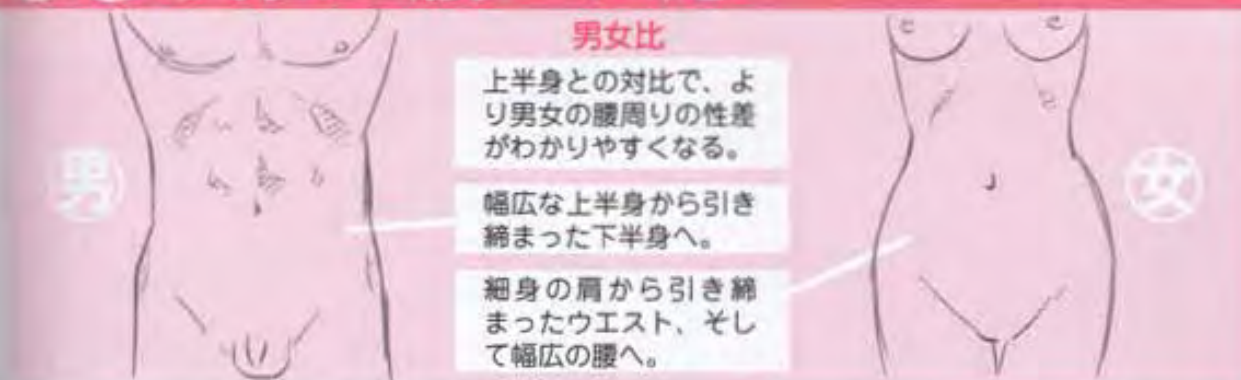 男女比
上半身との対比で、よ
り男女の腰周りの性差
がわかりやすくなる。
男
幅広な上半身から引き
締まった下半身へ。
女
細身の肩から引き締
まったウエスト、そし
て幅広の腰へ。